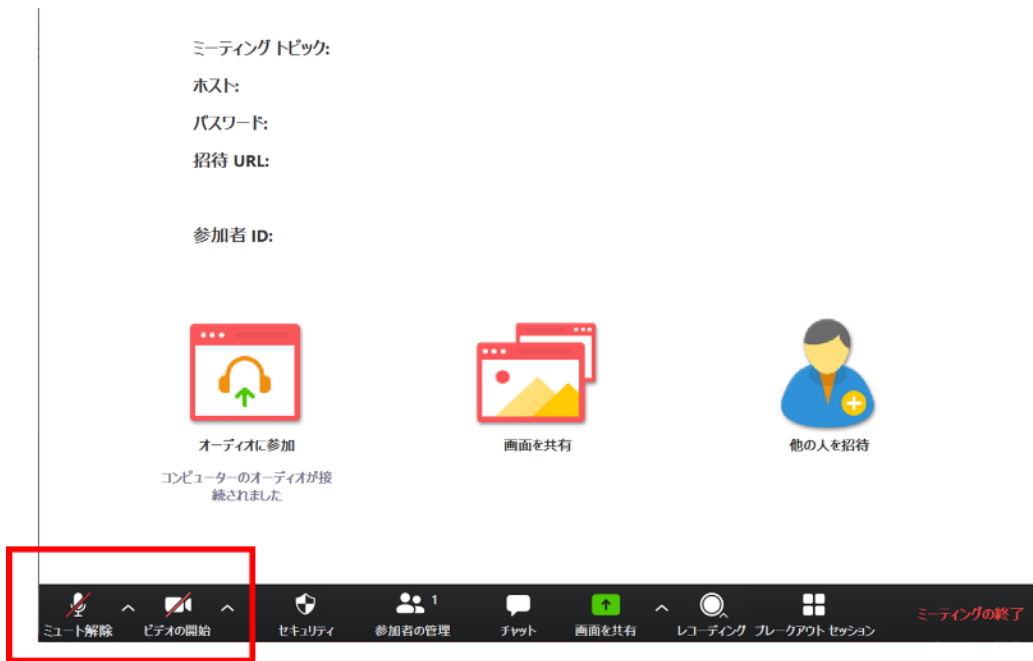 ミーティング トピック:
ホスト:
パスワード:
招待 URL:
参加者 ID:
オーディオに参加
画面を共有
他の人を招待
コンピューターのオーディオが接
続されました
1
ミュート解除
ビデオの開始
セキュリティ
参加者の管理
チャット
画面を共有
レコーディング
ブレークアウト セッション
ミーティングの終了